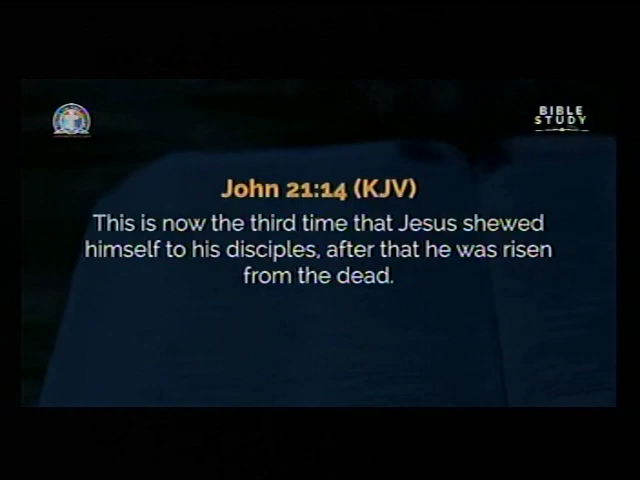 BIBLE
STUDY
John 21:14 (KJV)
This is now the third time that Jesus shewed
himself to his disciples, after that he was risen
from the dead.